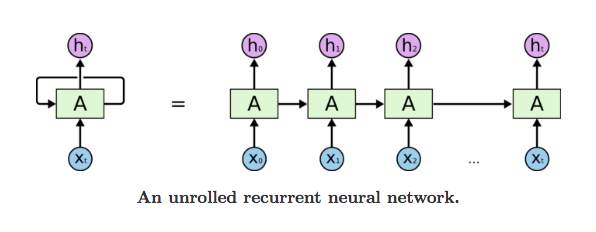 hₜ h₀ h₁ h₂ hₜ
A = A A A A
xₜ x₀ x₁ x₂ ... xₜ
An unrolled recurrent neural network.